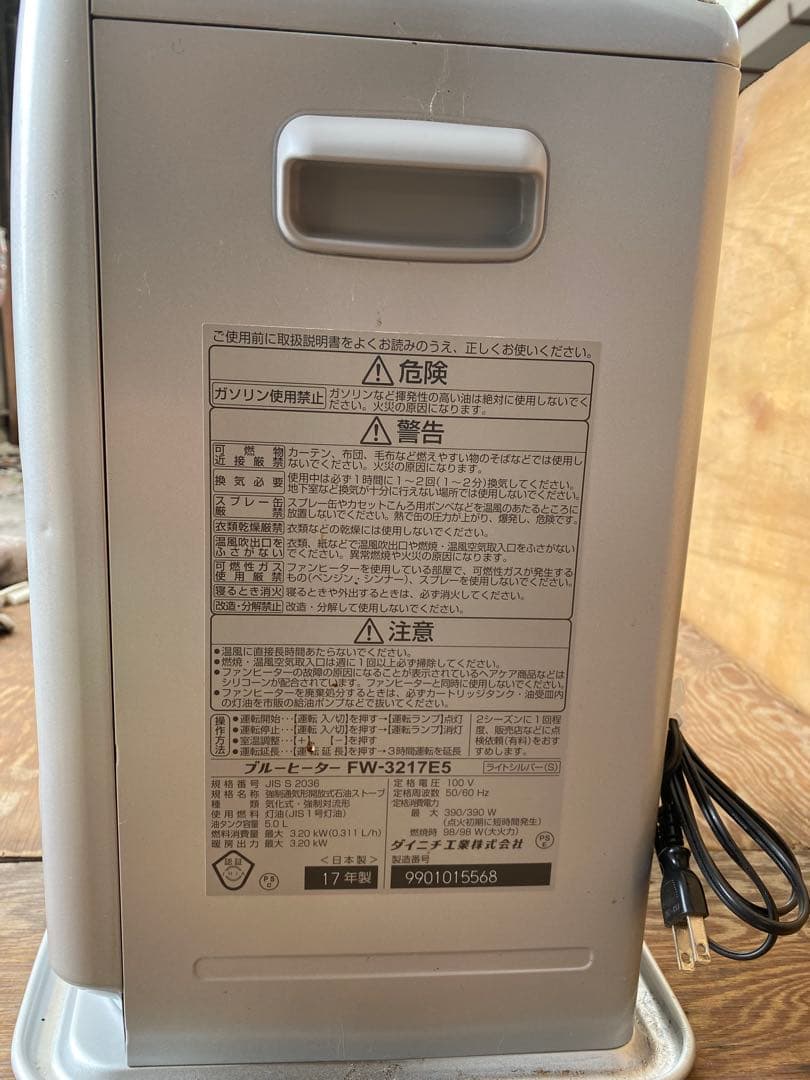 ご使用前に取扱説明書をよくお読みのうえ、正しくお使いください。
危険
ガソリン使用禁止 ガソリンなど揮発性の高い油は絶対に使用しないでく
ださい。火災の原因になります。
警告
可燃物近接厳禁 カーテン、布団、毛布など燃えやすい物のそばなどでは使用し
ないでください。火災の原因になります。
換気必要 使用中は必ず1時間に1〜2回(1〜2分)換気してください。
地下室など換気が十分に行えない場所では使用しないでください。
スプレー缶厳禁 スプレー缶やカセットこんろ用ボンベなどを温風のあたるところに
放置しないでください。熱で缶の圧力が上がり、爆発し、危険です。
衣類乾燥厳禁 衣類などの乾燥には使用しないでください。
温風吹出口をふさがない 衣類、紙などで温風吹出口や燃焼・温風空気取入口をふさがない
でください。異常燃焼や火災の原因になります。
可燃性ガス使用厳禁 ファンヒーターを使用している部屋で、可燃性ガスが発生する
もの(ベンジン、シンナー)、スプレーを使用しないでください。
寝るとき消火 寝るときや外出するときは、必ず消火してください。
改造・分解禁止 改造・分解して使用しないでください。
注意
●温風に直接長時間あたらないでください。
●燃焼・温風空気取入口は週に1回以上必ず掃除してください。
●ファンヒーターの故障の原因になることが表示されているヘアケア商品などは
シリコーンが配合されています。ファンヒーターと同時に使用しないでください。
●ファンヒーターを廃棄処分するときは、必ずカートリッジタンク・油受皿内
の灯油を市販の給油ポンプなどで抜いてください。
操作方法
●運転開始…【運転 入/切】を押す→【運転ランプ】点灯
●運転停止…【運転 入/切】を押す→【運転ランプ】消灯
●室温調整…【+】、【−】を押す
●運転延長…【運転延長】を押す→3時間運転を延長
2シーズンに1回程
度、販売店などに点
検依頼(有料)をおす
すめします。
ブルーヒーター FW-3217E5 ライトシルバー(S)
規格番号 JIS S 2036
規格名称 強制通気形開放式石油ストーブ
種類 気化式・強制対流形
使用燃料 灯油(JIS1号灯油)
油タンク容量 5.0 L
燃料消費量 最大 3.20 kW(0.311 L/h)
暖房出力 最大 3.20 kW
定格電圧 100 V
定格周波数 50/60 Hz
定格消費電力
最大 390/390 W
(点火初期に短時間発生)
燃焼時 98/98 W(大火力)
ダイニチ工業株式会社
PS
E
認証
PS
<日本製>
17年製
製造番号
9901015568